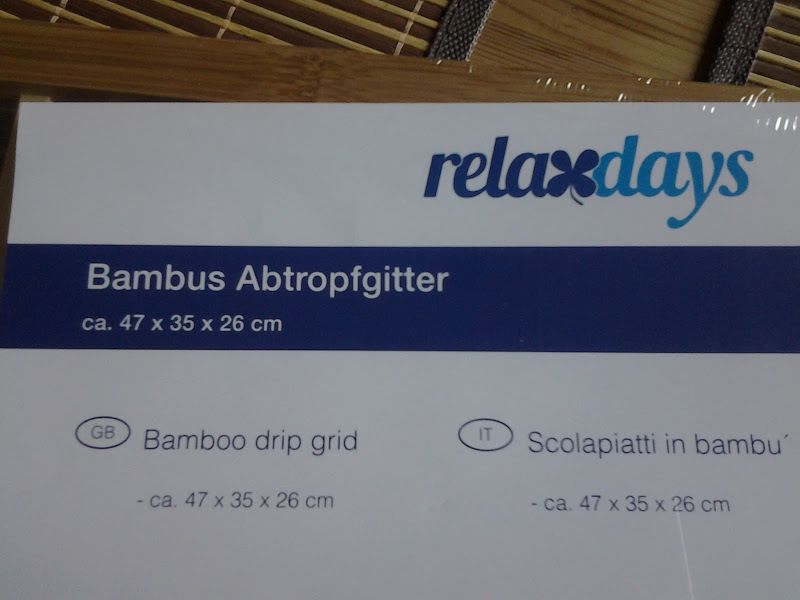 relaxdays
Bambus Abtropfgitter
ca. 47 x 35 x 26 cm
GB Bamboo drip grid
- ca. 47 x 35 x 26 cm
IT Scolapiatti in bambu´
- ca. 47 x 35 x 26 cm